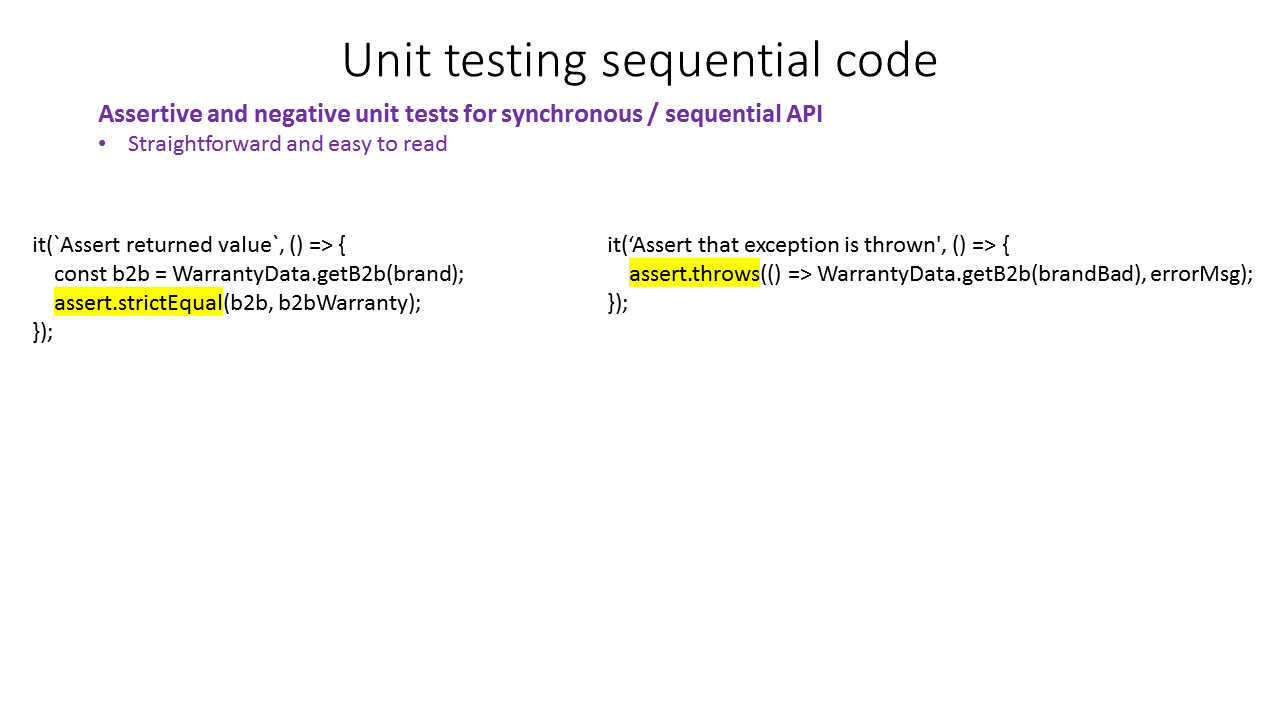 Unit testing sequential code
Assertive and negative unit tests for synchronous / sequential API
• Straightforward and easy to read
it(`Assert returned value`, () => {
const b2b = WarrantyData.getB2b(brand);
assert.strictEqual(b2b, b2bWarranty);
});
it(‘Assert that exception is thrown', () => {
assert.throws(() => WarrantyData.getB2b(brandBad), errorMsg);
});